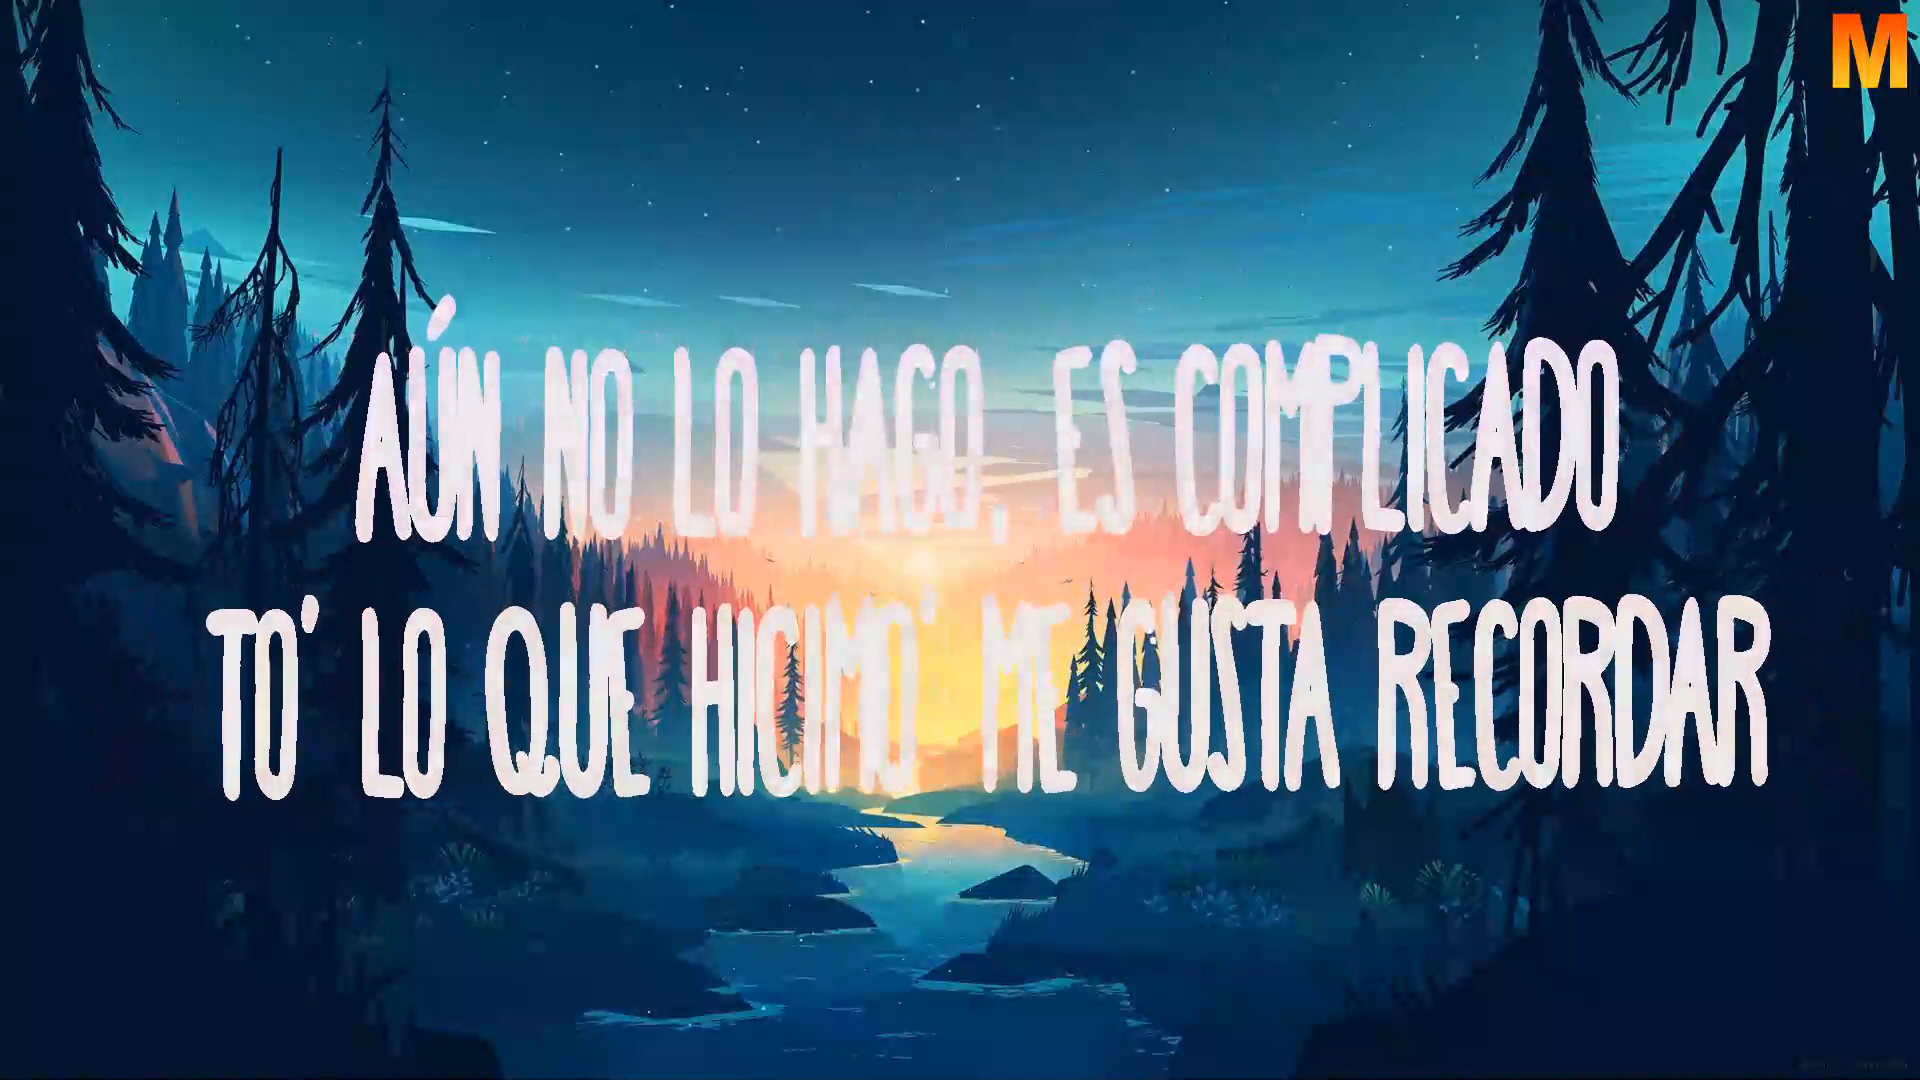 M
AÚN NO LO HAGO, ES COMPLICADO
TO' LO QUE HICIMO' ME GUSTA RECORDAR